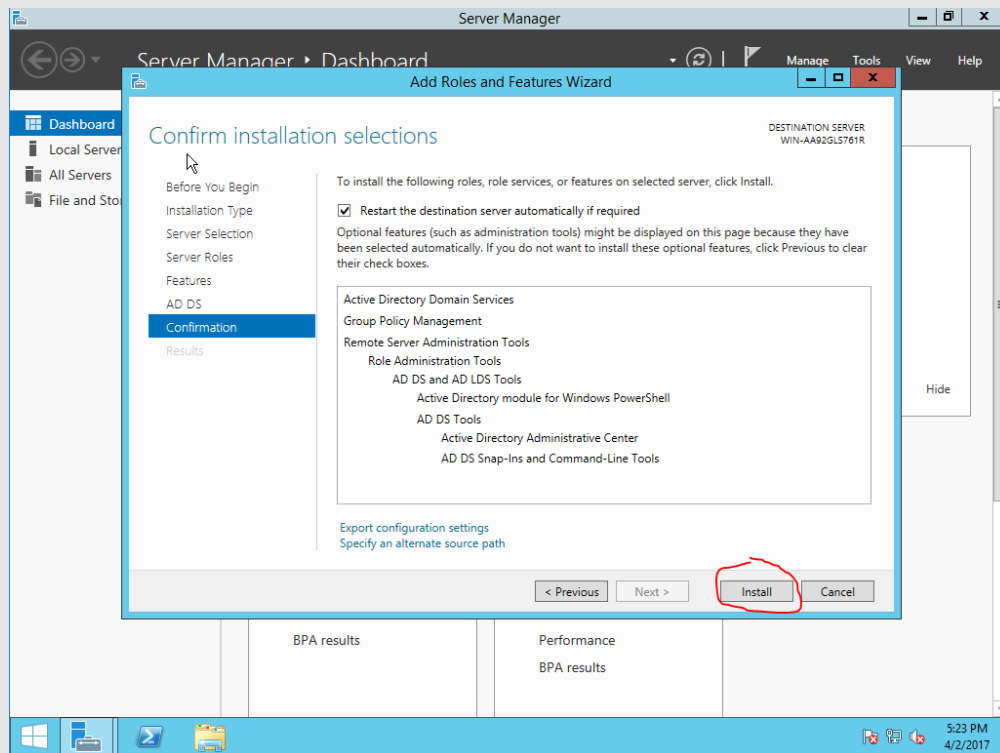 Server Manager
Server Manager ‣ Dashboard
Manage
Tools
View
Help
Add Roles and Features Wizard
Dashboard
Local Server
All Servers
File and Sto
Confirm installation selections
DESTINATION SERVER
WIN-AA92GLS761R
Before You Begin
Installation Type
Server Selection
Server Roles
Features
AD DS
Confirmation
Results
To install the following roles, role services, or features on selected server, click Install.
Restart the destination server automatically if required
Optional features (such as administration tools) might be displayed on this page because they have
been selected automatically. If you do not want to install these optional features, click Previous to clear
their check boxes.
Active Directory Domain Services
Group Policy Management
Remote Server Administration Tools
Role Administration Tools
AD DS and AD LDS Tools
Active Directory module for Windows PowerShell
AD DS Tools
Active Directory Administrative Center
AD DS Snap-Ins and Command-Line Tools
Export configuration settings
Specify an alternate source path
< Previous
Next >
Install
Cancel
Hide
BPA results
Performance
BPA results
5:23 PM
4/2/2017